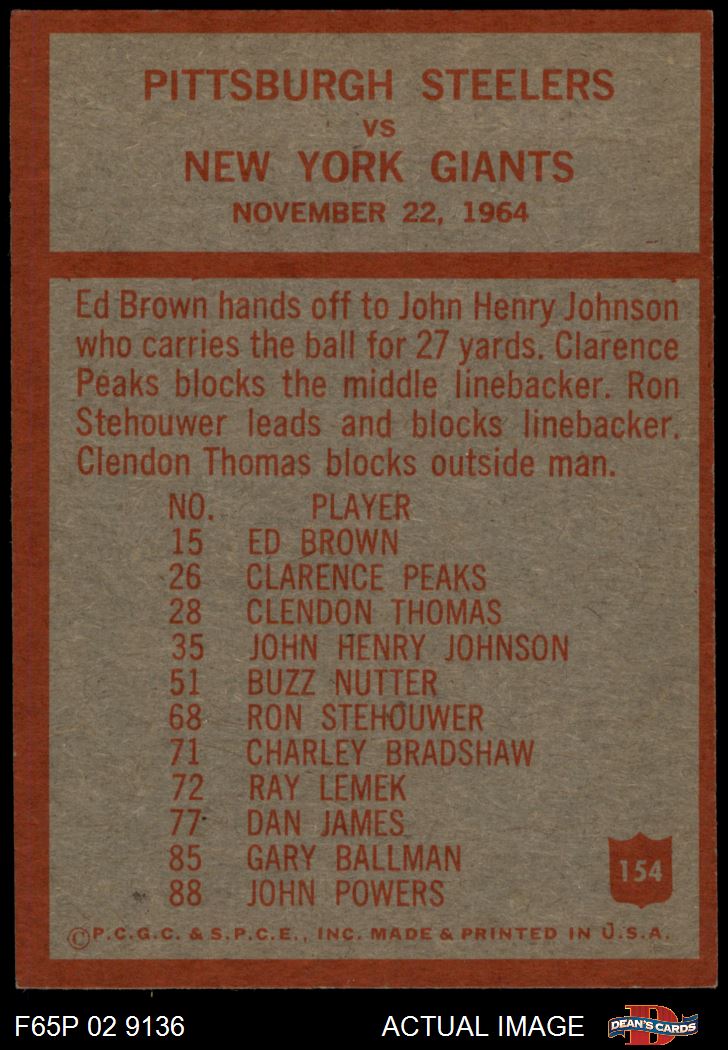 PITTSBURGH STEELERS
VS
NEW YORK GIANTS
NOVEMBER 22, 1964
Ed Brown hands off to John Henry Johnson
who carries the ball for 27 yards. Clarence
Peaks blocks the middle linebacker. Ron
Stehouwer leads and blocks linebacker.
Clendon Thomas blocks outside man.
NO. PLAYER
15 ED BROWN
26 CLARENCE PEAKS
28 CLENDON THOMAS
35 JOHN HENRY JOHNSON
51 BUZZ NUTTER
68 RON STEHOUWER
71 CHARLEY BRADSHAW
72 RAY LEMEK
77 DAN JAMES
85 GARY BALLMAN
88 JOHN POWERS
154
©P.C.G.C. & S.P.C.E., INC. MADE & PRINTED IN U.S.A.
F65P 02 9136 ACTUAL IMAGE D DEAN'S CARDS